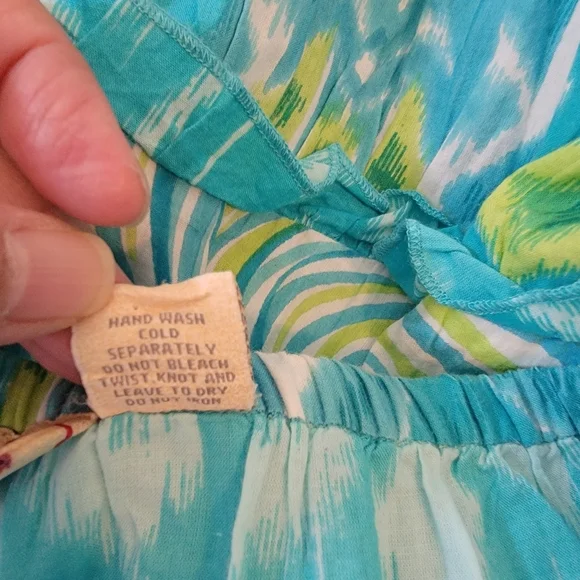 HAND WASH
COLD
SEPARATELY
DO NOT BLEACH
TWIST, KNOT AND
LEAVE TO DRY
DO NOT IRON